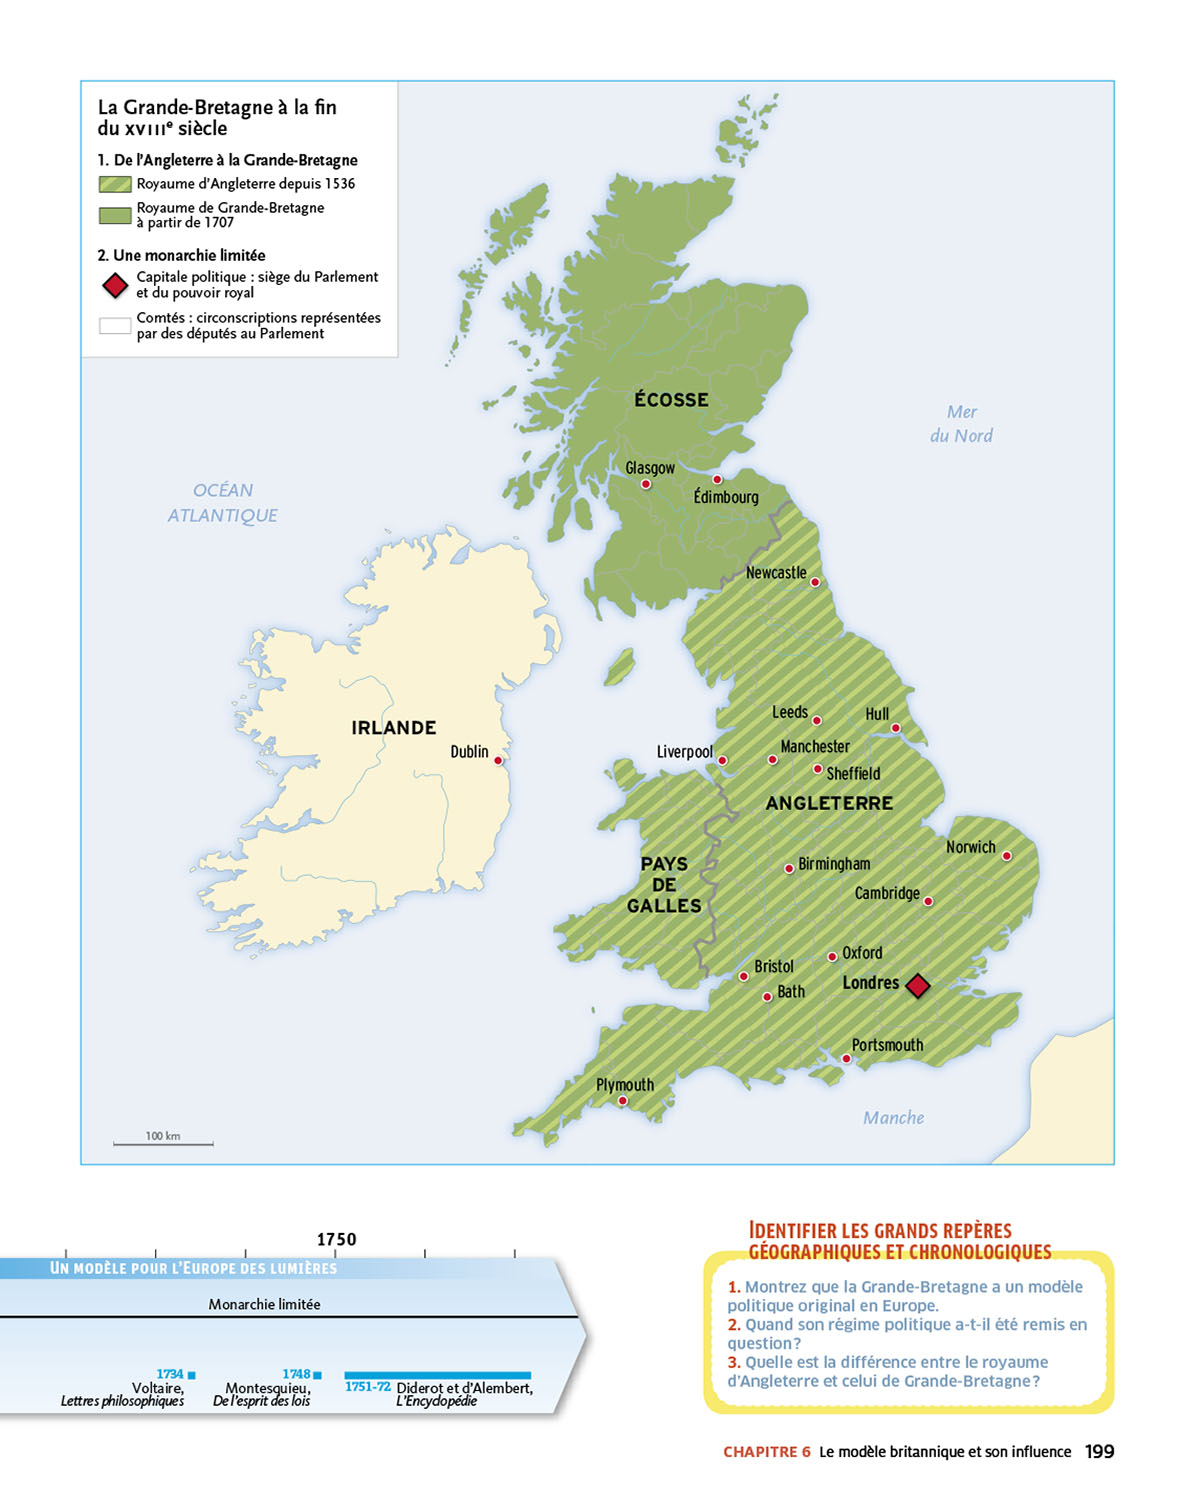 La Grande-Bretagne à la fin
du XVIIIe siècle
1. De l'Angleterre à la Grande-Bretagne
Royaume d'Angleterre depuis 1536
Royaume de Grande-Bretagne
à partir de 1707
2. Une monarchie limitée
Capitale politique : siège du Parlement
et du pouvoir royal
Comtés : circonscriptions représentées
par des députés au Parlement
ÉCOSSE
Mer
du Nord
Glasgow
Édimbourg
OCÉAN
ATLANTIQUE
Newcastle
Leeds
Hull
IRLANDE
Dublin
Liverpool
Manchester
Sheffield
ANGLETERRE
Norwich
PAYS
DE
GALLES
Birmingham
Cambridge
Oxford
Bristol
Londres
Bath
Portsmouth
Plymouth
Manche
100 km
1750
UN MODÈLE POUR L'EUROPE DES LUMIÈRES
Monarchie limitée
1734
Voltaire,
Lettres philosophiques
1748
Montesquieu,
De l'esprit des lois
1751-72 Diderot et d'Alembert,
L'Encyclopédie
IDENTIFIER LES GRANDS REPÈRES
GÉOGRAPHIQUES ET CHRONOLOGIQUES
1. Montrez que la Grande-Bretagne a un modèle
politique original en Europe.
2. Quand son régime politique a-t-il été remis en
question ?
3. Quelle est la différence entre le royaume
d'Angleterre et celui de Grande-Bretagne ?
CHAPITRE 6 Le modèle britannique et son influence 199